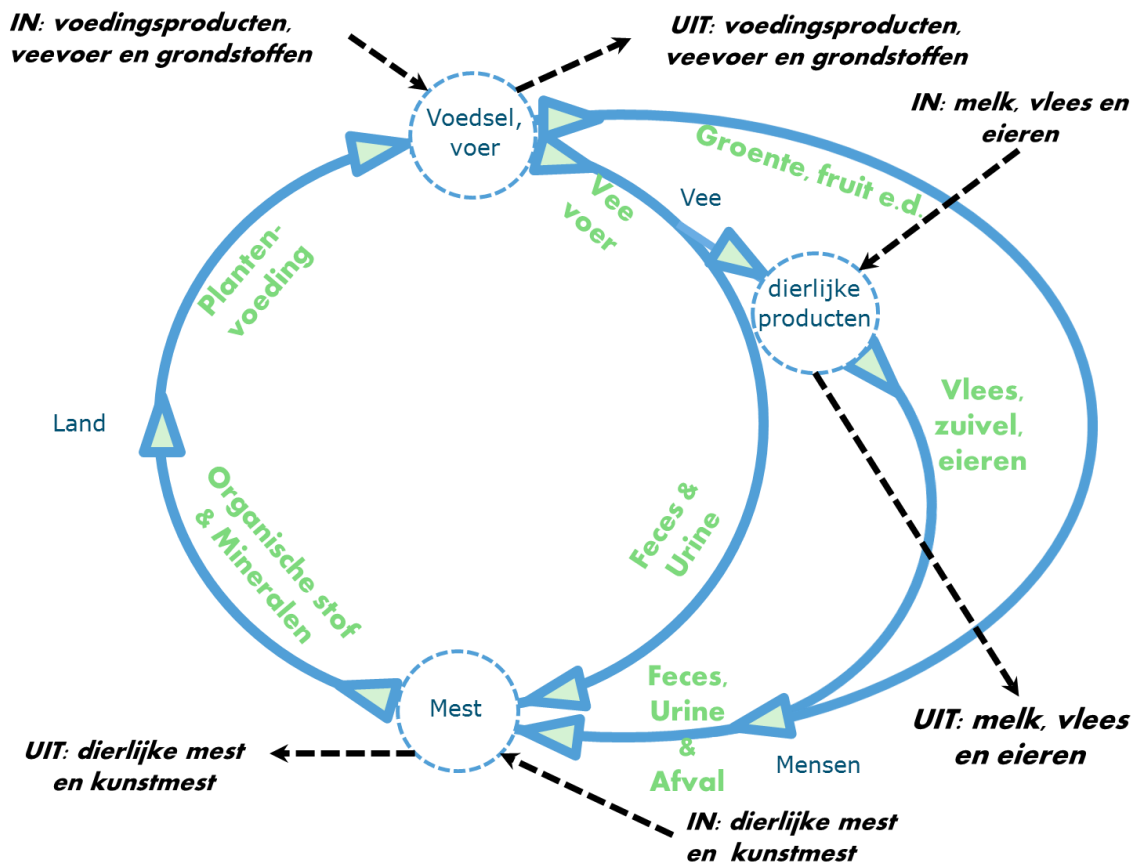 IN: voedingsproducten,
veevoer en grondstoffen
UIT: voedingsproducten,
veevoer en grondstoffen
IN: melk, vlees en
eieren
Voedsel,
voer
Groente, fruit e.d.
Vee
voer
Vee
Planten-
voeding
dierlijke
producten
Vlees,
zuivel,
eieren
Land
Organische stof
& Mineralen
Feces &
Urine
Feces,
Urine
&
Afval
Mest
Mensen
UIT: melk, vlees
en eieren
UIT: dierlijke mest
en kunstmest
IN: dierlijke mest
en kunstmest